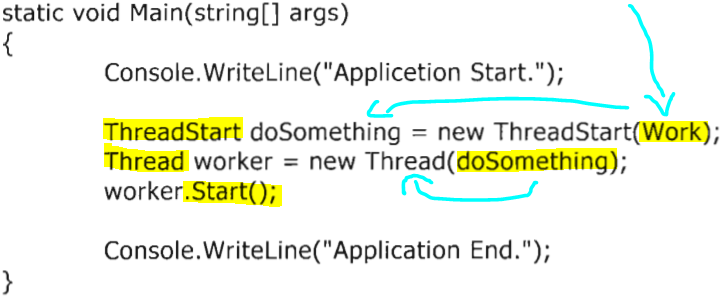 static void Main(string[] args)
{
Console.WriteLine("Applicetion Start.");
ThreadStart doSomething = new ThreadStart(Work);
Thread worker = new Thread(doSomething);
worker.Start();
Console.WriteLine("Application End.");
}